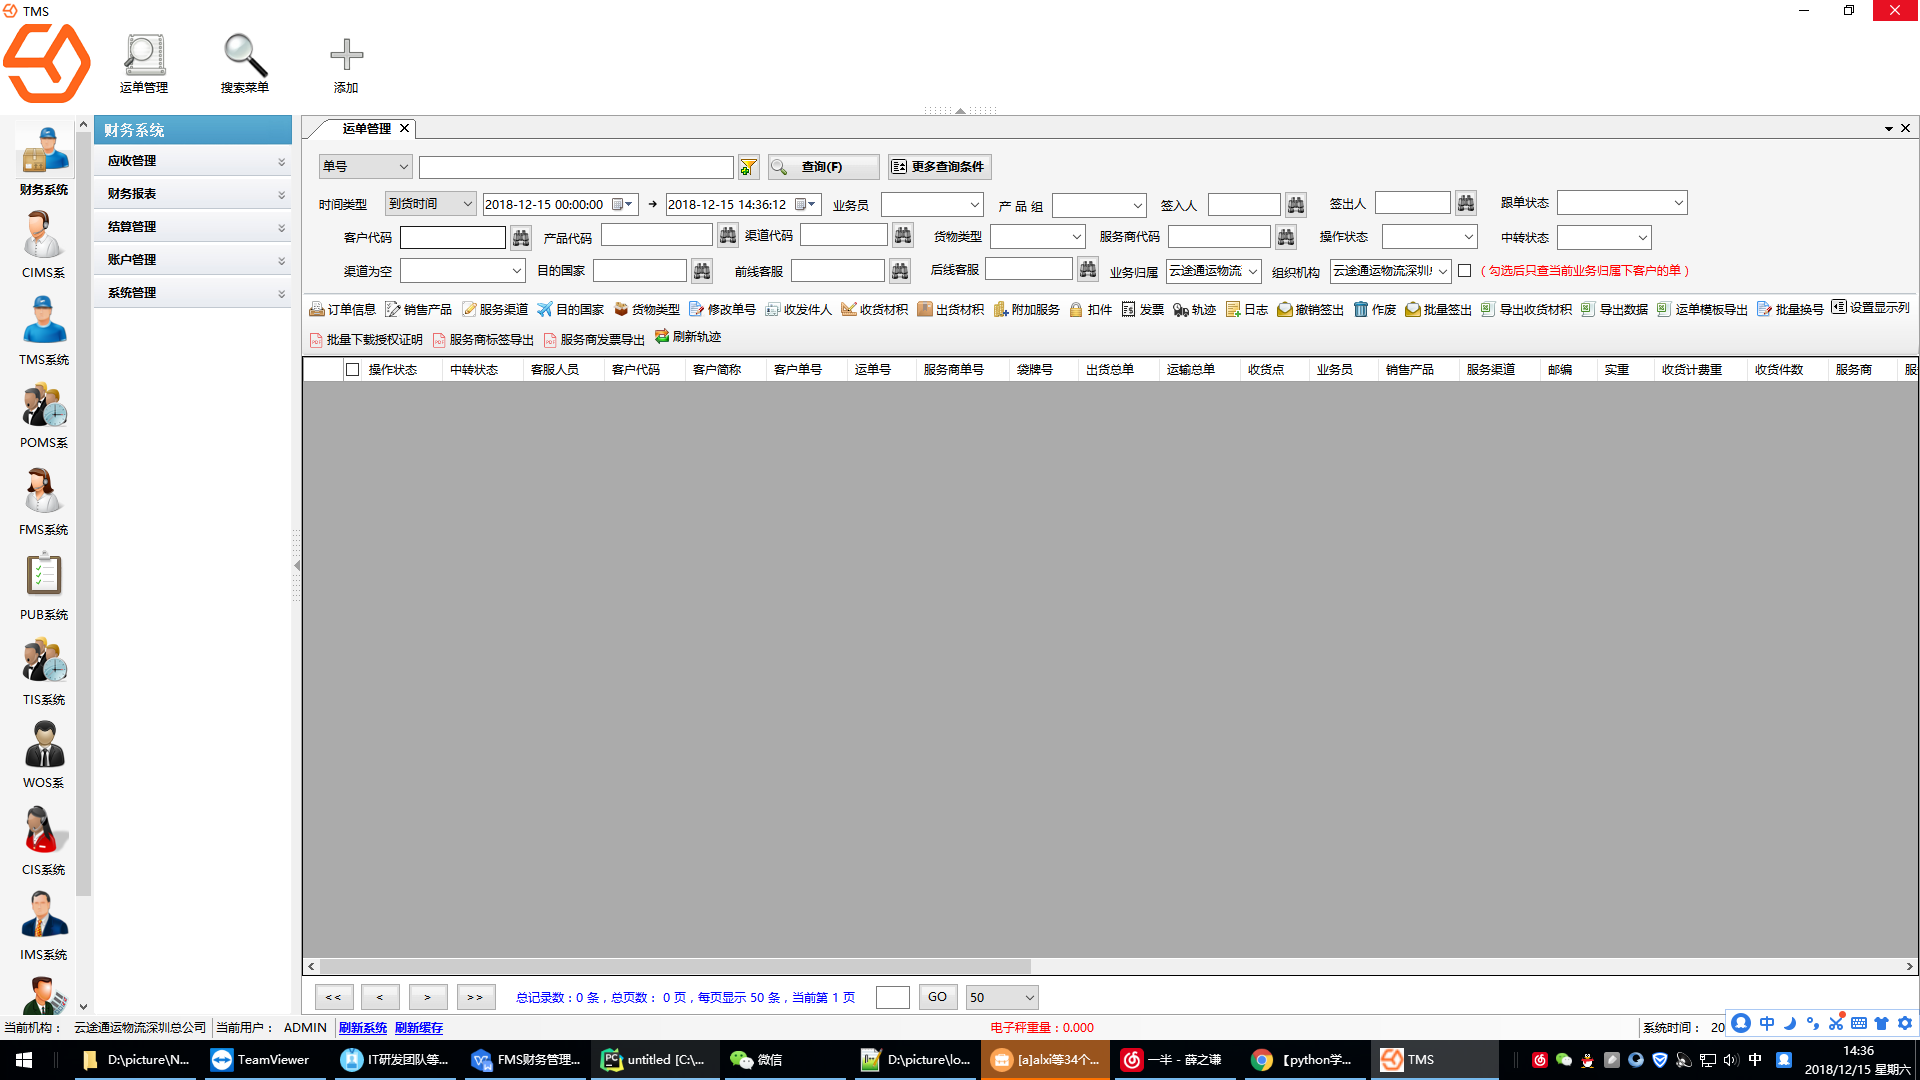 TMS
运单管理
搜索菜单
添加
财务系统
CIMS系
TMS系统
POMS系
FMS系统
PUB系统
TIS系统
WOS系
CIS系统
IMS系统
财务系统
应收管理
财务报表
结算管理
账户管理
系统管理
运单管理
单号 查询(F) 更多查询条件
时间类型 到货时间 2018-12-15 00:00:00 → 2018-12-15 14:36:12 业务员 产 品 组 签入人 签出人 跟单状态
客户代码 产品代码 渠道代码 货物类型 服务商代码 操作状态 中转状态
渠道为空 目的国家 前线客服 后线客服 业务归属 云途通运物流 组织机构 云途通运物流深圳 ( 勾选后只查当前业务归属下客户的单 )
订单信息 销售产品 服务渠道 目的国家 货物类型 修改单号 收发件人 收货材积 出货材积 附加服务 扣件 发票 轨迹 日志 撤销签出 作废 批量签出 导出收货材积 导出数据 运单模板导出 批量换号 设置显示列
批量下载授权证明 服务商标签导出 服务商发票导出 刷新轨迹
操作状态 中转状态 客服人员 客户代码 客户简称 客户单号 运单号 服务商单号 袋牌号 出货总单 运输总单 收货点 业务员 销售产品 服务渠道 邮编 实重 收货计费重 收货件数 服务商 服
<< < > >> 总记录数：0 条，总页数： 0 页，每页显示 50 条，当前第 1 页 GO 50
当前机构： 云途通运物流深圳总公司 当前用户： ADMIN 刷新系统 刷新缓存 电子秤重量：0.000 系统时间： 20 中
D:\picture\N... TeamViewer IT研发团队等... FMS财务管理... untitled [C:\... 微信 D:\picture\lo... [a]alxi等34个... 一半 - 薛之谦 【python学... TMS 中
14:36
2018/12/15 星期六